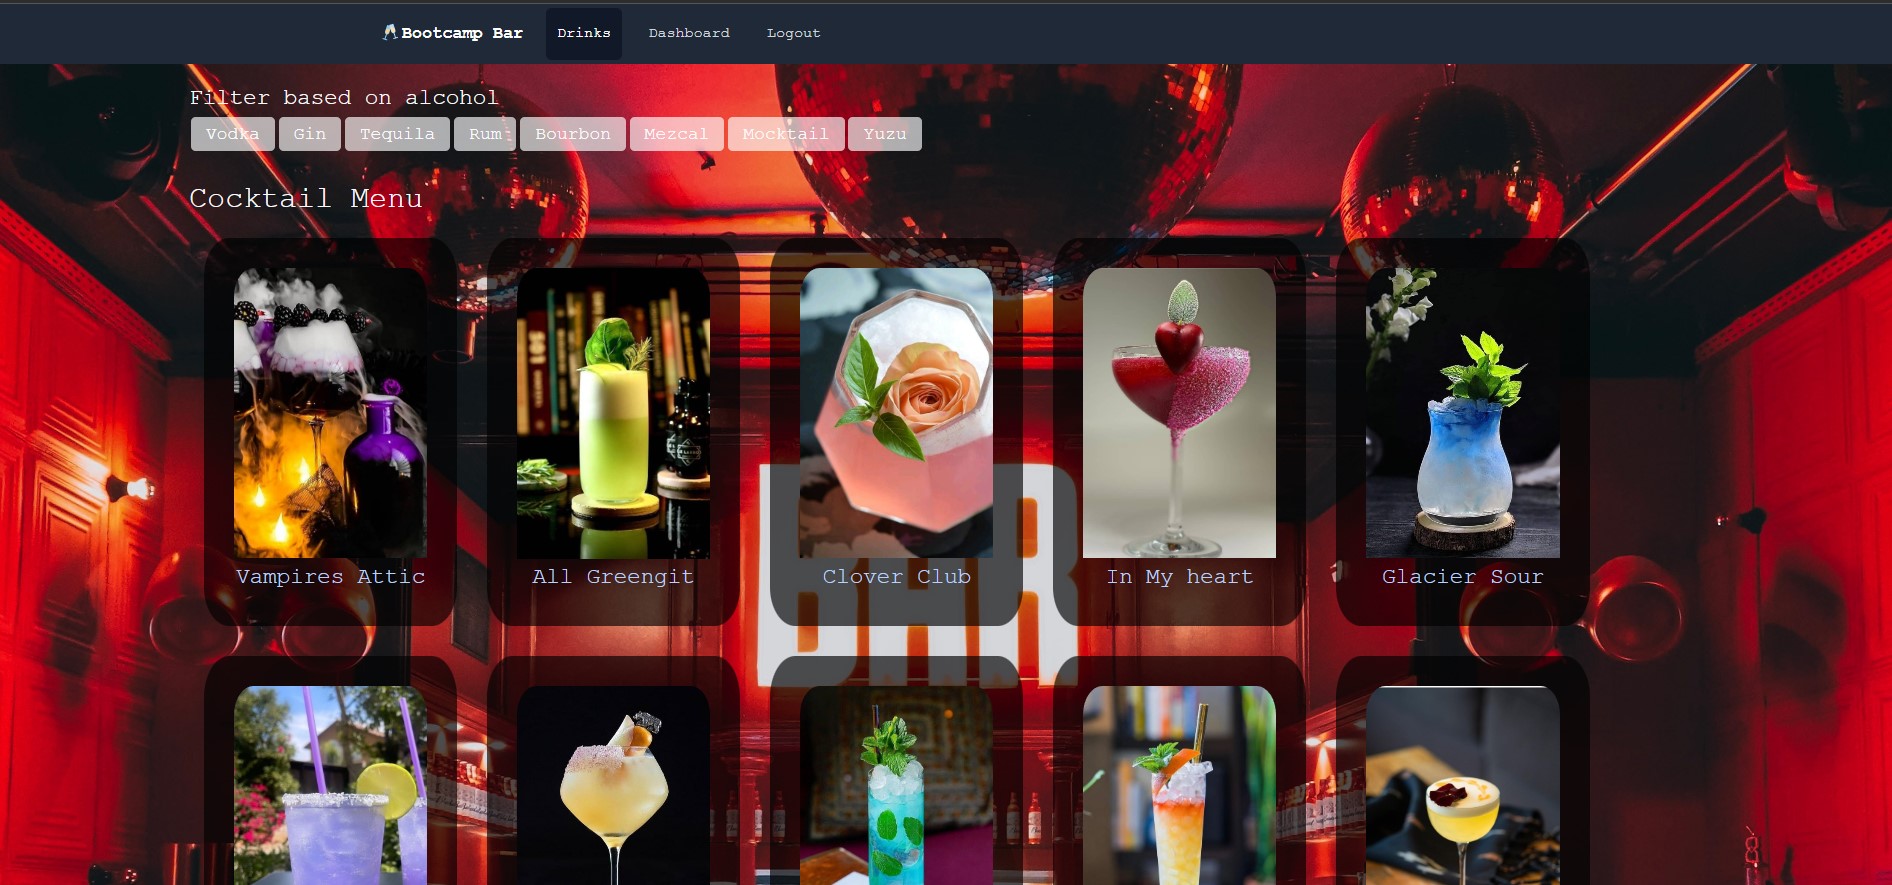 Bootcamp Bar Drinks Dashboard Logout
Filter based on alcohol
Vodka Gin Tequila Rum Bourbon Mezcal Mocktail Yuzu
Cocktail Menu
Vampires Attic All Greengit Clover Club In My heart Glacier Sour
BAR